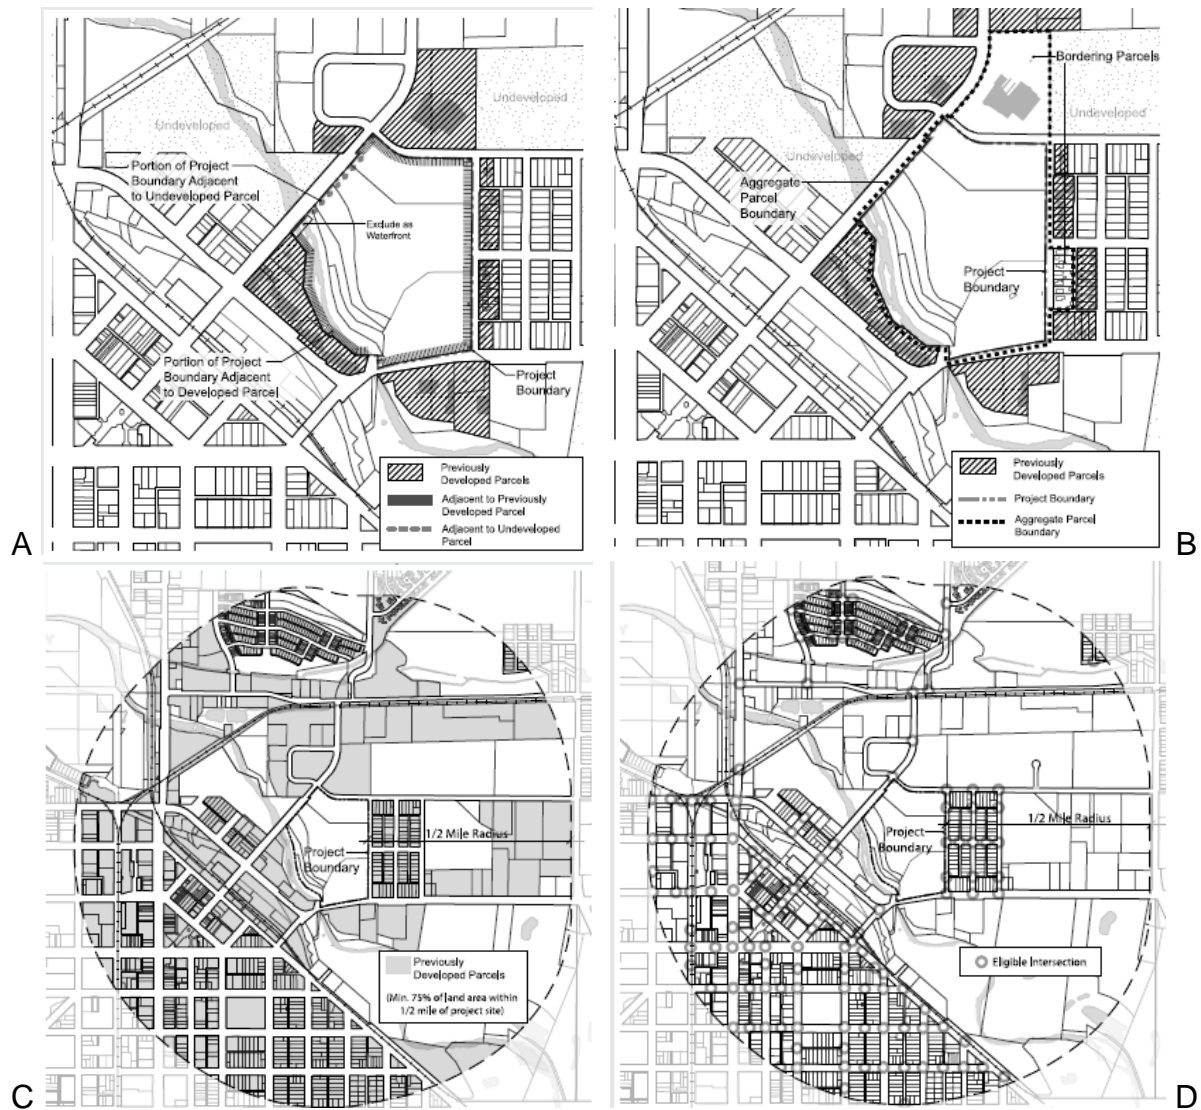 Undeveloped
Undeveloped
Portion of Project
Boundary Adjacent
to Undeveloped Parcel
Exclude as
Waterfront
Portion of Project
Boundary Adjacent
to Developed Parcel
Project
Boundary
Previously
Developed Parcels
Adjacent to Previously
Developed Parcel
Adjacent to Undeveloped
Parcel
A
Bordering Parcels
Undeveloped
Undeveloped
Aggregate
Parcel
Boundary
Project
Boundary
Previously
Developed Parcels
Project Boundary
Aggregate Parcel
Boundary
B
1/2 Mile Radius
Project
Boundary
Previously
Developed Parcels
(Min. 75% of land area within
1/2 mile of project site)
C
1/2 Mile Radius
Project
Boundary
Eligible Intersection
D